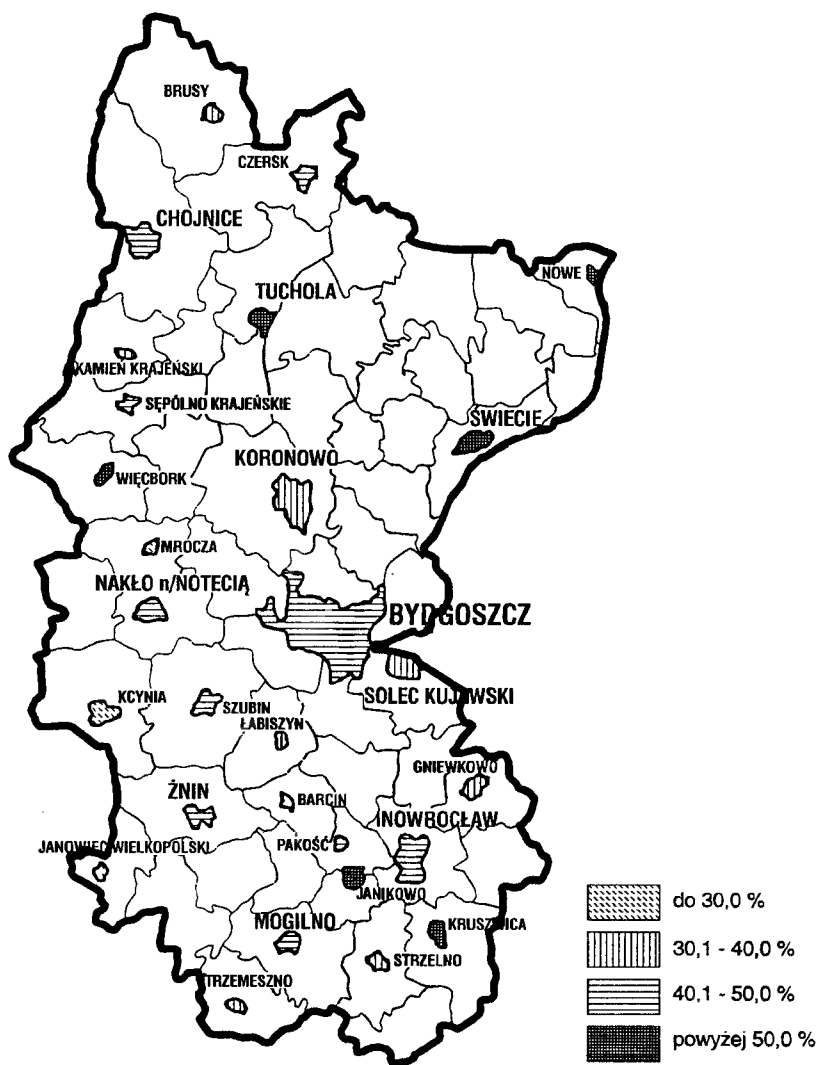 BRUSY
CZERSK
CHOJNICE
NOWE
TUCHOLA
KAMIEŃ KRAJEŃSKI
SĘPÓLNO KRAJEŃSKIE
ŚWIECIE
KORONOWO
WIĘCBORK
MROCZA
NAKŁO n/NOTECIĄ
BYDGOSZCZ
KCYNIA
SZUBIN
SOLEC KUJAWSKI
ŁABISZYN
GNIEWKOWO
ŻNIN
BARCIN
INOWROCŁAW
JANOWIEC WIELKOPOLSKI
PAKOŚĆ
JANIKOWO
MOGILNO
KRUSZWICA
STRZELNO
TRZEMESZNO
do 30,0 %
30,1 - 40,0 %
40,1 - 50,0 %
powyżej 50,0 %